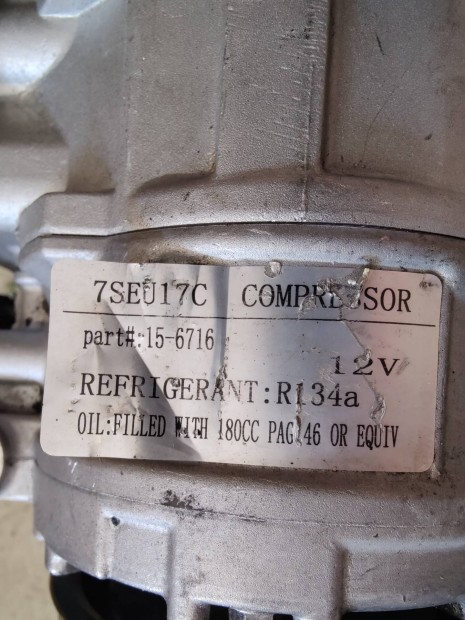 7SEU17C COMPRESSOR
part#:15-6716
12V
REFRIGERANT:R134a
OIL:FILLED WITH 180CC PAG 46 OR EQUIV